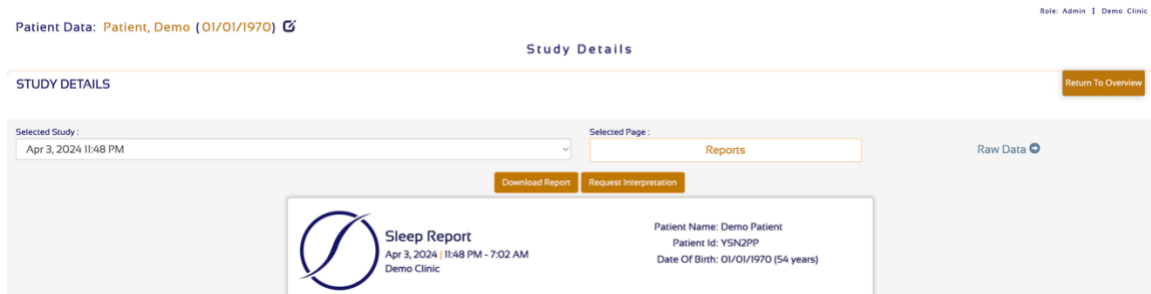 Role: Admin | Demo Clinic
Patient Data: Patient, Demo (01/01/1970)
Study Details
STUDY DETAILS
Return To Overview
Selected Study :
Selected Page :
Apr 3, 2024 11:48 PM
Reports
Raw Data
Download Report
Request Interpretation
Sleep Report
Apr 3, 2024 | 11:48 PM - 7:02 AM
Demo Clinic
Patient Name: Demo Patient
Patient Id: YSN2PP
Date Of Birth: 01/01/1970 (54 years)